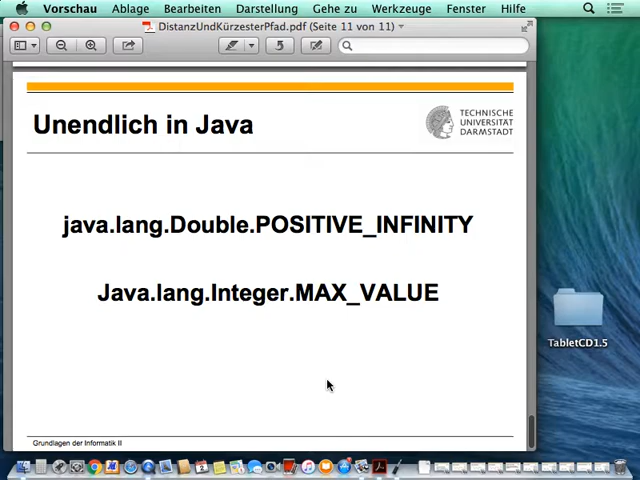 Vorschau Ablage Bearbeiten Darstellung Gehe zu Werkzeuge Fenster Hilfe
DistanzUndKürzesterPfad.pdf (Seite 11 von 11)
Unendlich in Java
TECHNISCHE
UNIVERSITÄT
DARMSTADT
java.lang.Double.POSITIVE_INFINITY
Java.lang.Integer.MAX_VALUE
TabletCD1.5
Grundlagen der Informatik II